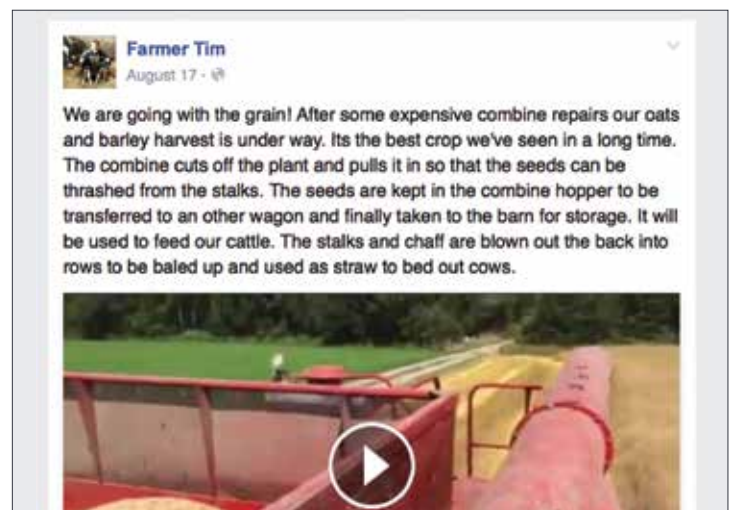 Farmer Tim
August 17 ·
We are going with the grain! After some expensive combine repairs our oats
and barley harvest is under way. Its the best crop we've seen in a long time.
The combine cuts off the plant and pulls it in so that the seeds can be
thrashed from the stalks. The seeds are kept in the combine hopper to be
transferred to an other wagon and finally taken to the barn for storage. It will
be used to feed our cattle. The stalks and chaff are blown out the back into
rows to be baled up and used as straw to bed out cows.